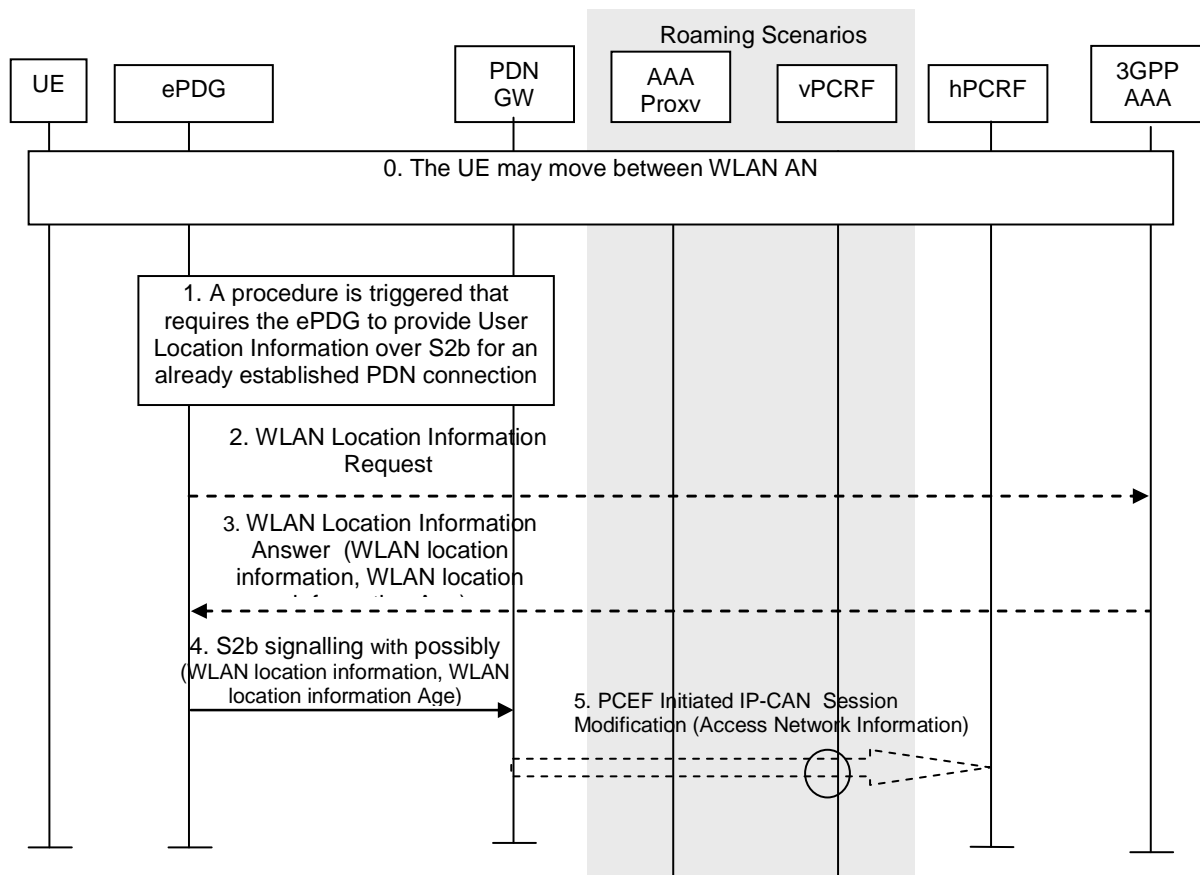 Roaming Scenarios
UE
ePDG
PDN
GW
AAA
Proxy
vPCRF
hPCRF
3GPP
AAA
0. The UE may move between WLAN AN
1. A procedure is triggered that
requires the ePDG to provide User
Location Information over S2b for an
already established PDN connection
2. WLAN Location Information
Request
3. WLAN Location Information
Answer (WLAN location
information, WLAN location
4. S2b signalling with possibly
(WLAN location information, WLAN
location information Age)
5. PCEF Initiated IP-CAN Session
Modification (Access Network Information)